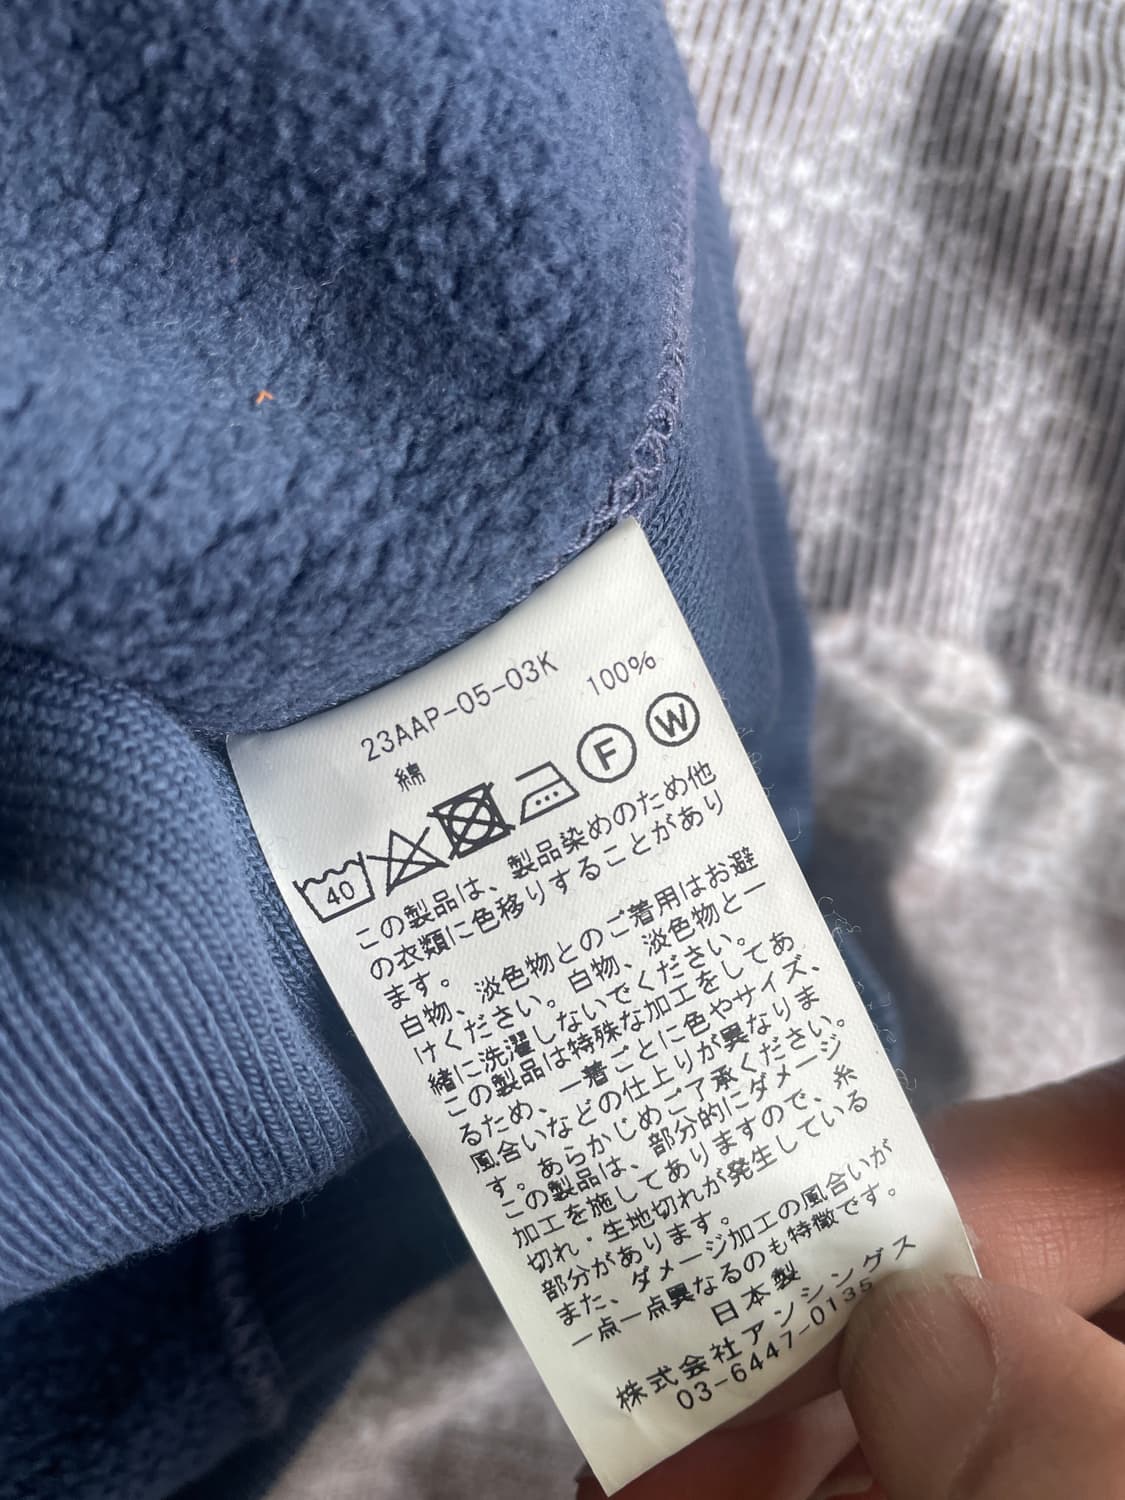 23AAP-05-03K
綿 100%
40 F W
この製品は、製品染めのため他
の衣類に色移りすることがあり
ます。
白物、淡色物とのご着用はお避
けください。白物、淡色物と一
緒に洗濯しないでください。
この製品は特殊な加工をしてあ
るため、一着ごとに色やサイズ、
風合いなどの仕上りが異なりま
す。あらかじめご了承ください。
この製品は、部分的にダメージ
加工を施してありますので、糸
切れ・生地切れが発生している
部分があります。
また、ダメージ加工の風合いが
一点一点異なるのも特徴です。
日本製
株式会社アンシングス
03-6447-0135